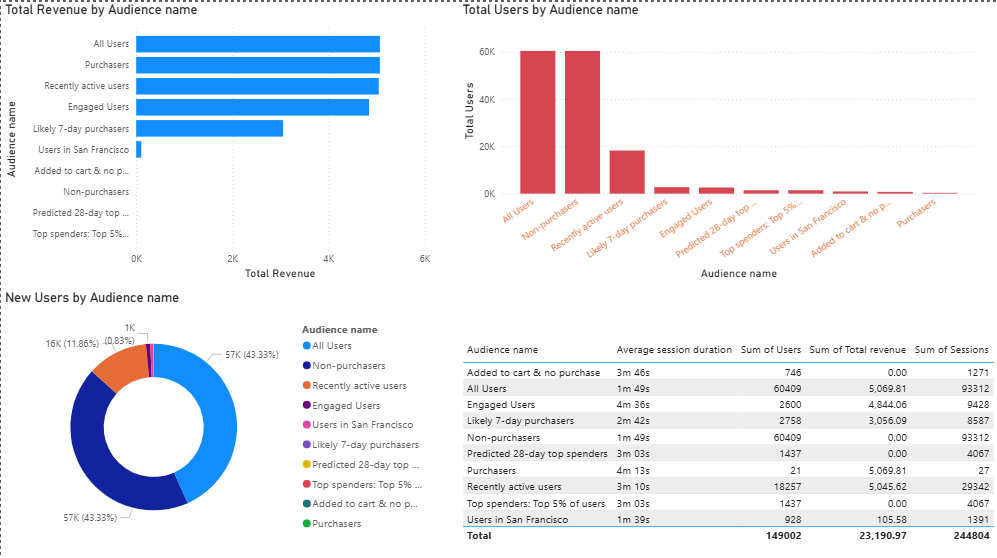 Total Revenue by Audience name
Audience name
All Users
Purchasers
Recently active users
Engaged Users
Likely 7-day purchasers
Users in San Francisco
Added to cart & no p...
Non-purchasers
Predicted 28-day top ...
Top spenders: Top 5%...
0K 2K 4K 6K
Total Revenue
Total Users by Audience name
Total Users
60K
40K
20K
0K
All Users
Non-purchasers
Recently active users
Likely 7-day purchasers
Engaged Users
Predicted 28-day top ...
Top spenders: Top 5%...
Users in San Francisco
Added to cart & no p...
Purchasers
Audience name
New Users by Audience name
1K
(0.83%)
16K (11.86%)
57K (43.33%)
57K (43.33%)
Audience name
All Users
Non-purchasers
Recently active users
Engaged Users
Users in San Francisco
Likely 7-day purchasers
Predicted 28-day top ...
Top spenders: Top 5% ...
Added to cart & no p...
Purchasers
Audience name Average session duration Sum of Users Sum of Total revenue Sum of Sessions
Added to cart & no purchase 3m 46s 746 0.00 1271
All Users 1m 49s 60409 5,069.81 93312
Engaged Users 4m 36s 2600 4,844.06 9428
Likely 7-day purchasers 2m 42s 2758 3,056.09 8587
Non-purchasers 1m 49s 60409 0.00 93312
Predicted 28-day top spenders 3m 03s 1437 0.00 4067
Purchasers 4m 13s 21 5,069.81 27
Recently active users 3m 10s 18257 5,045.62 29342
Top spenders: Top 5% of users 3m 03s 1437 0.00 4067
Users in San Francisco 1m 39s 928 105.58 1391
Total 149002 23,190.97 244804